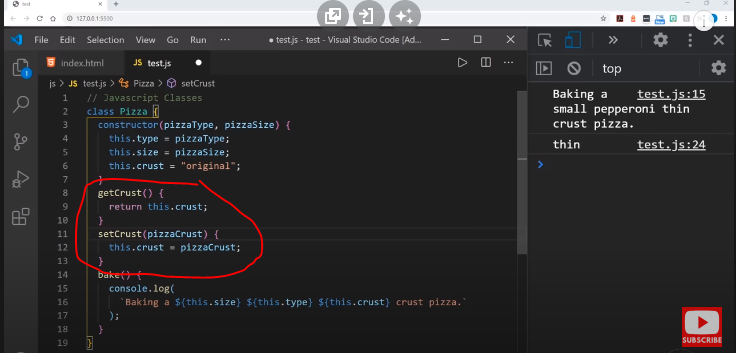 test
127.0.0.1:5500
File Edit Selection View Go Run ... ● test.js - test - Visual Studio Code [Ad...
index.html JS test.js
js > JS test.js > Pizza > setCrust
1 // Javascript Classes
2 class Pizza {
3 constructor(pizzaType, pizzaSize) {
4 this.type = pizzaType;
5 this.size = pizzaSize;
6 this.crust = "original";
7 }
8 getCrust() {
9 return this.crust;
10 }
11 setCrust(pizzaCrust) {
12 this.crust = pizzaCrust;
13 }
14 bake() {
15 console.log(
16 `Baking a ${this.size} ${this.type} ${this.crust} crust pizza.`
17 );
18 }
19 }
1
top
Baking a test.js:15
small pepperoni thin
crust pizza.
thin test.js:24
SUBSCRIBE